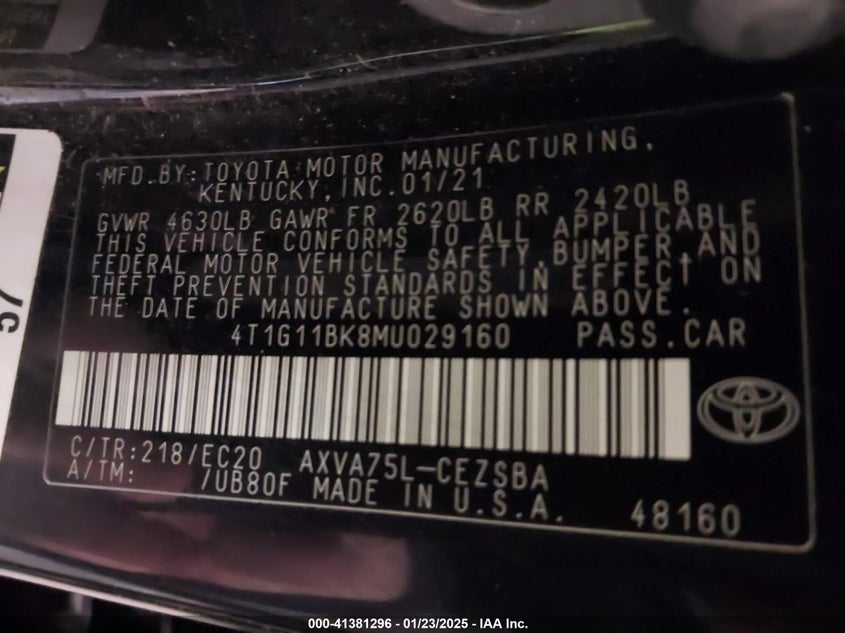 MFD.BY:TOYOTA MOTOR MANUFACTURING,
KENTUCKY,INC.01/21
GVWR 4630LB GAWR FR 2620LB RR 2420LB
THIS VEHICLE CONFORMS TO ALL APPLICABLE
FEDERAL MOTOR VEHICLE SAFETY,BUMPER,AND
THEFT PREVENTION STANDARDS IN EFFECT ON
THE DATE OF MANUFACTURE SHOWN ABOVE.
4T1G11BK8MU029160 PASS.CAR
C/TR:218/EC20 AXVA75L-CEZSBA
A/TM: /UB80F MADE IN U.S.A. 48160
57
000-41381296 - 01/23/2025 - IAA Inc.